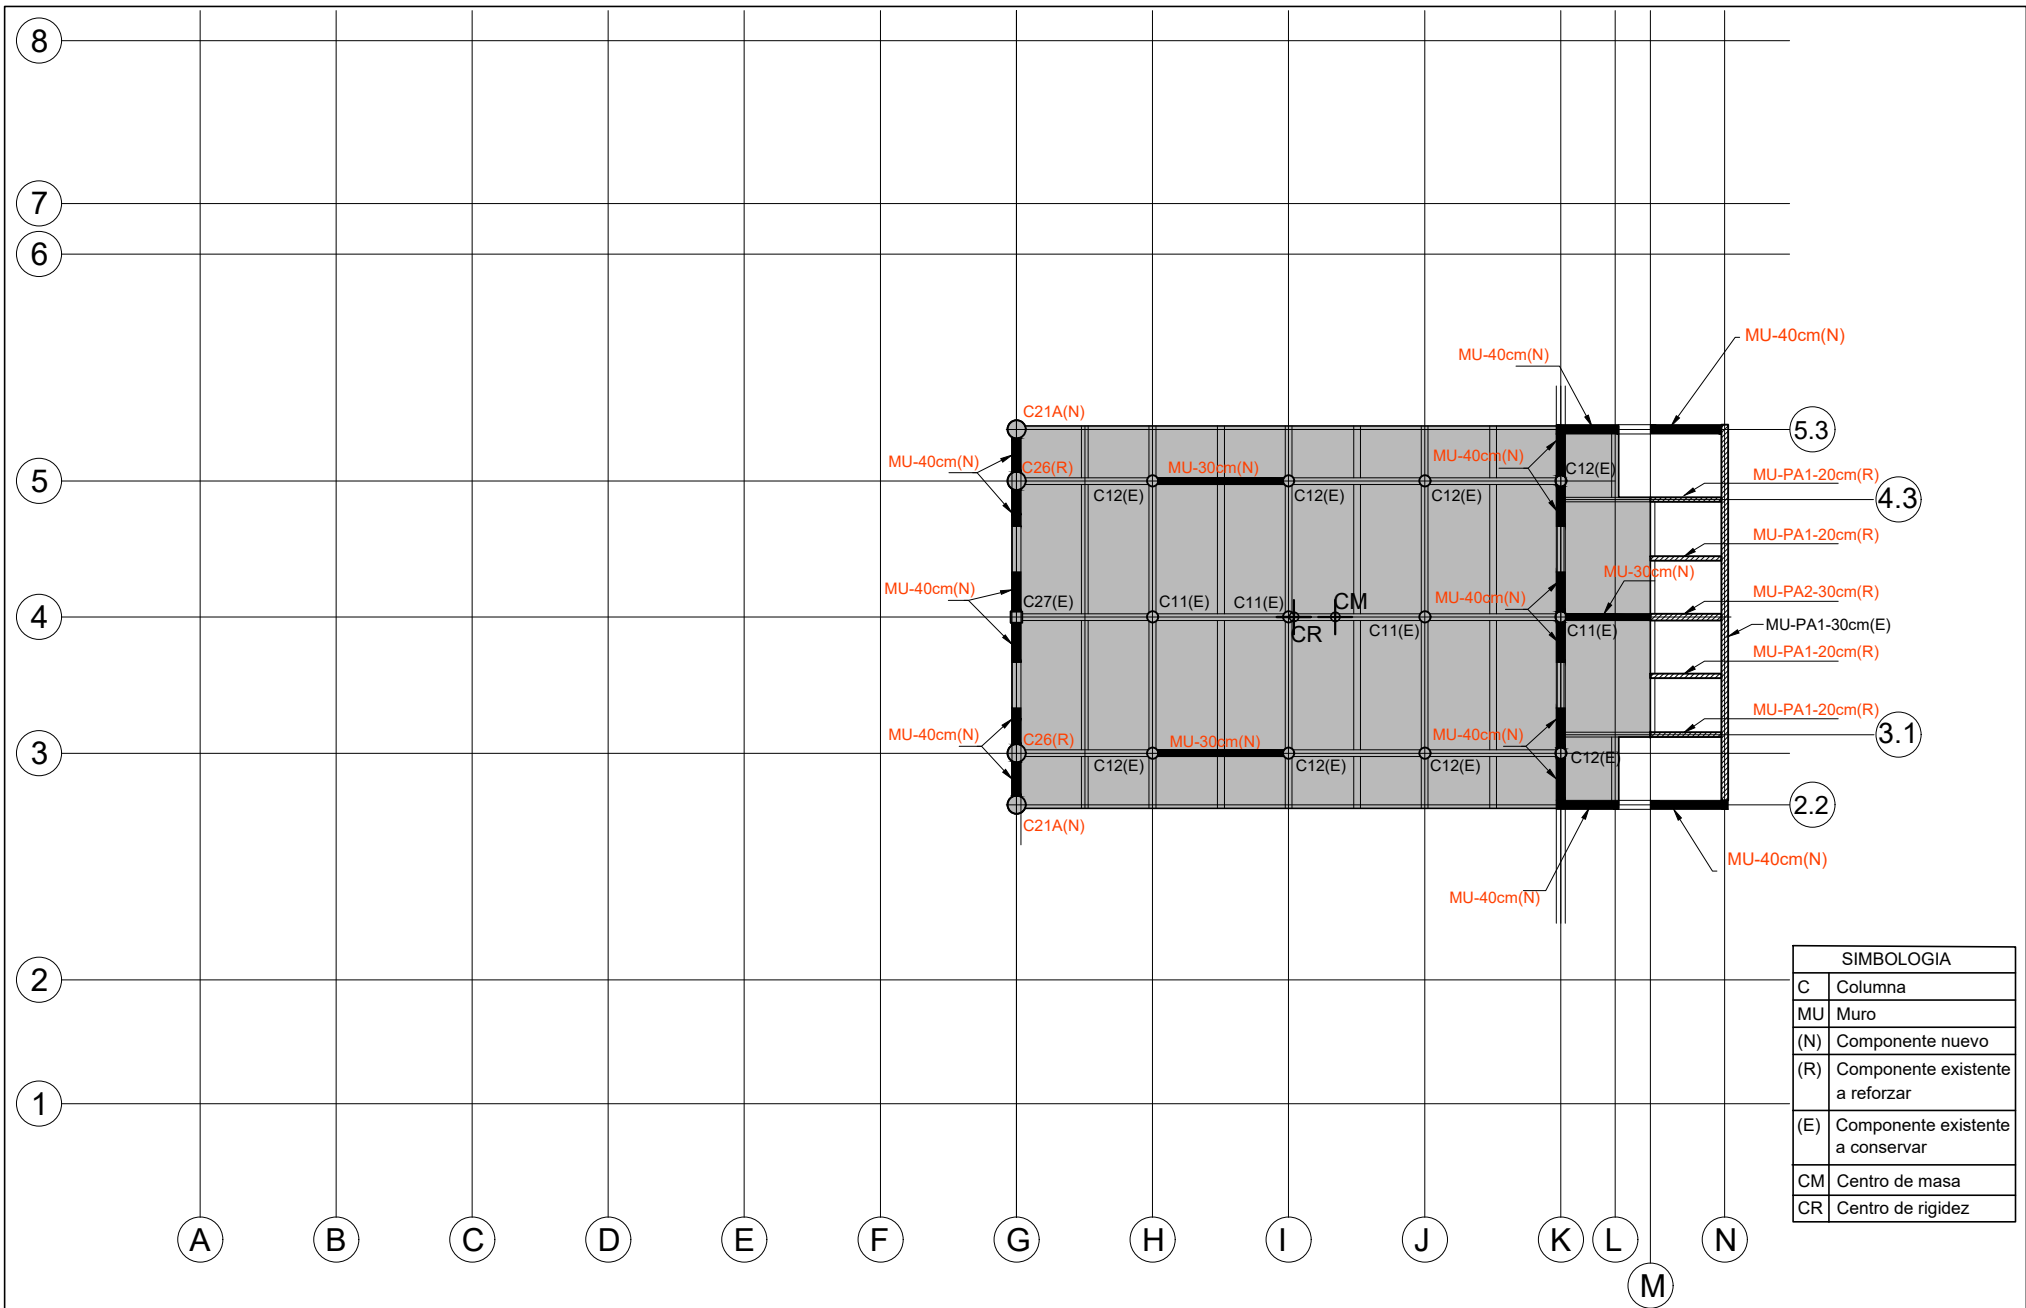 8
7
6
MU-40cm(N)
MU-40cm(N)
C21A(N)
5.3
MU-40cm(N)
C26(R)
MU-30cm(N)
MU-40cm(N)
C12(E)
MU-PA1-20cm(R)
5
C12(E)
C12(E)
C12(E)
4.3
MU-PA1-20cm(R)
MU-30cm(N)
MU-40cm(N)
C27(E)
C11(E)
C11(E)
CM
MU-40cm(N)
MU-PA2-30cm(R)
4
CR
C11(E)
C11(E)
MU-PA1-30cm(E)
MU-PA1-20cm(R)
MU-PA1-20cm(R)
MU-40cm(N)
C26(R)
MU-30cm(N)
MU-40cm(N)
3.1
3
C12(E)
C12(E)
C12(E)
C12(E)
2.2
C21A(N)
MU-40cm(N)
MU-40cm(N)
2
1
SIMBOLOGIA
C Columna
MU Muro
(N) Componente nuevo
(R) Componente existente
a reforzar
(E) Componente existente
a conservar
CM Centro de masa
CR Centro de rigidez
A B C D E F G H I J K L N
M